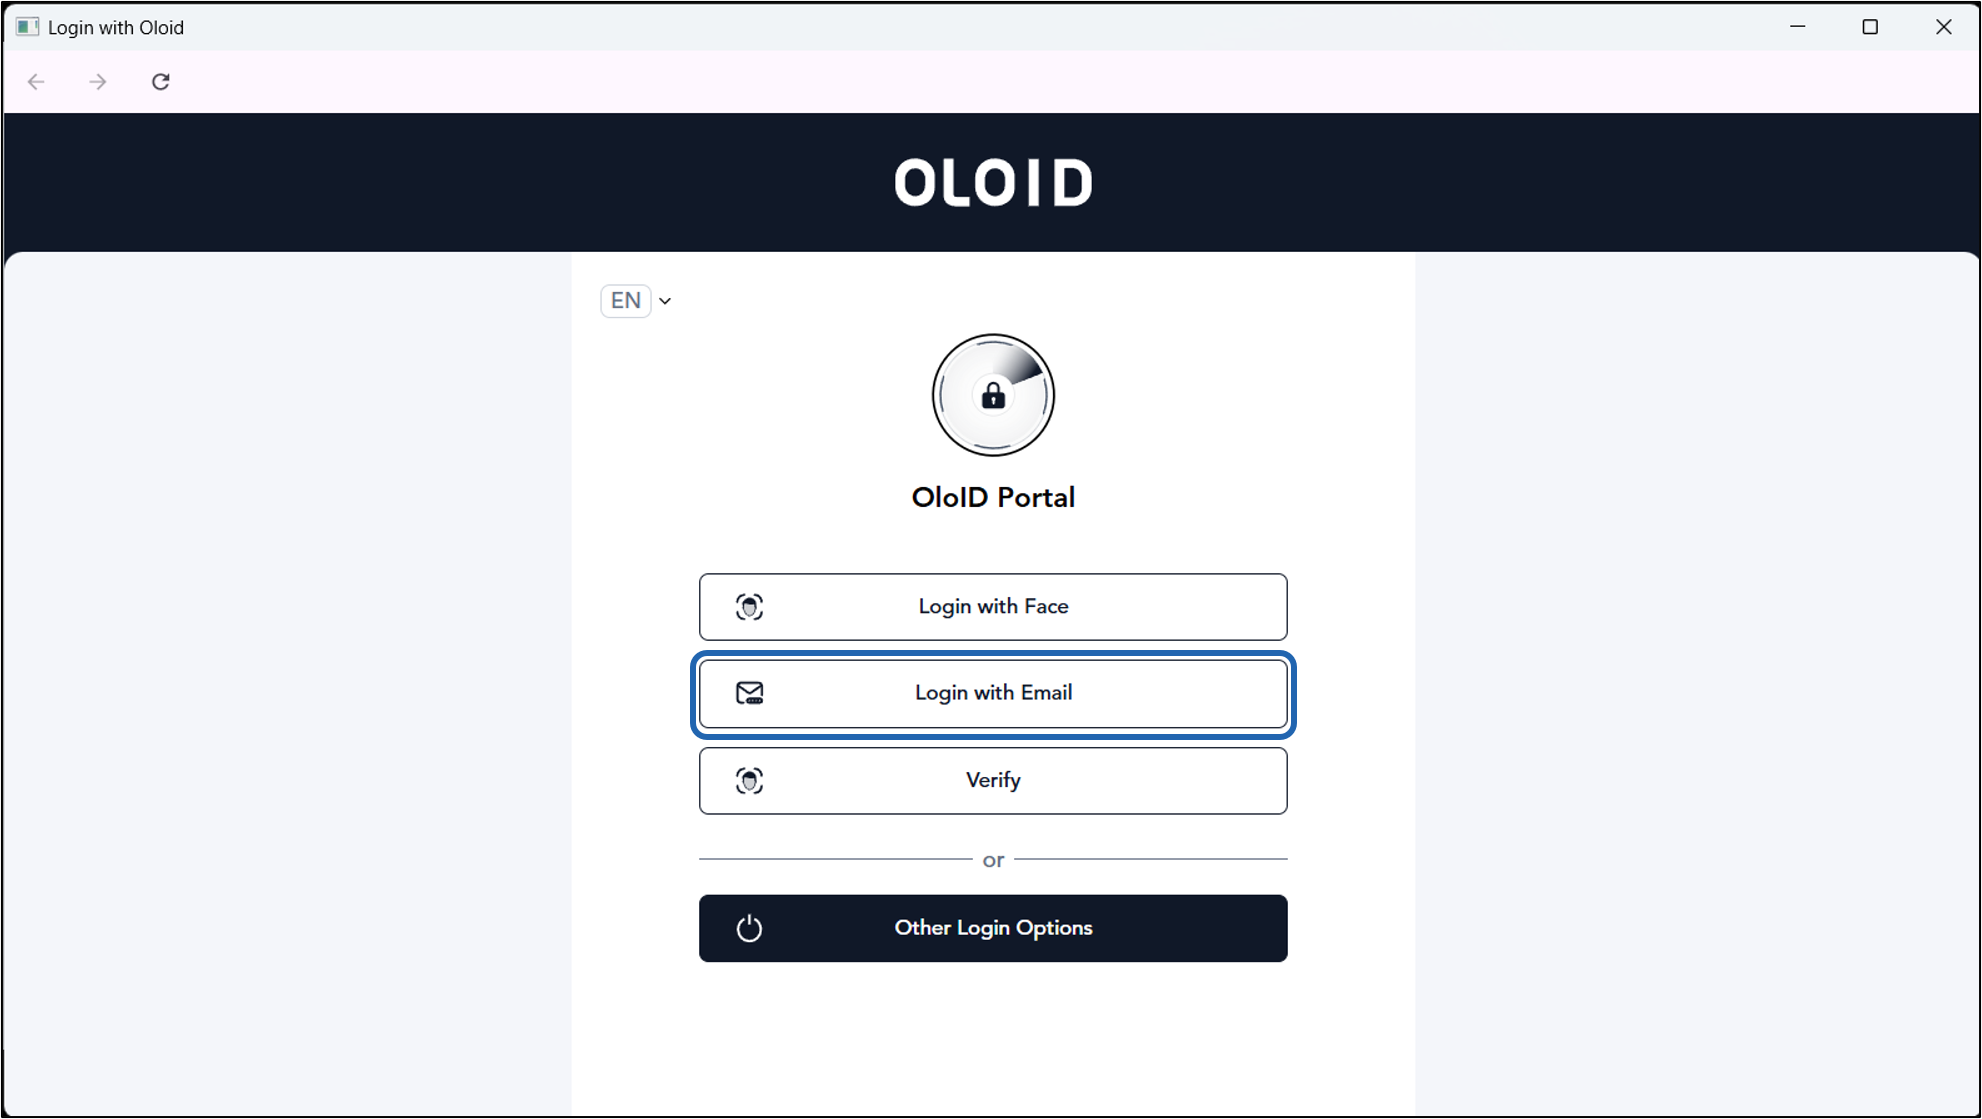 Login with Oloid
OLOID
EN
OloID Portal
Login with Face
Login with Email
Verify
or
Other Login Options